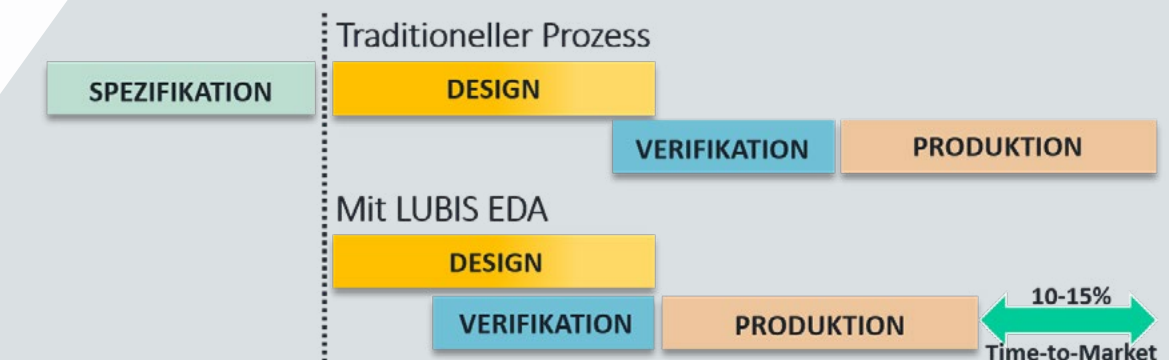 Traditioneller Prozess
SPEZIFIKATION
DESIGN
VERIFIKATION
PRODUKTION
Mit LUBIS EDA
DESIGN
VERIFIKATION
PRODUKTION
10-15%
Time-to-Market